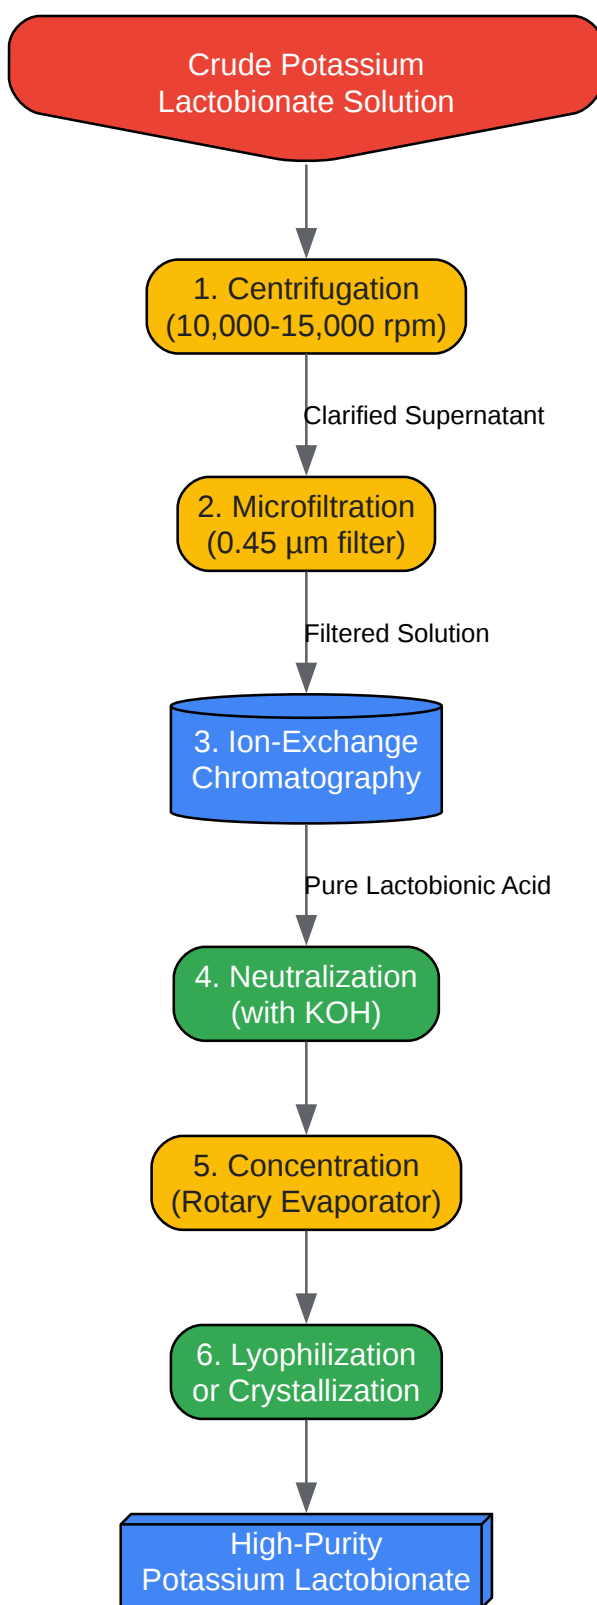 Crude Potassium
Lactobionate Solution
1. Centrifugation
(10,000-15,000 rpm)
Clarified Supernatant
2. Microfiltration
(0.45 µm filter)
Filtered Solution
3. Ion-Exchange
Chromatography
Pure Lactobionic Acid
4. Neutralization
(with KOH)
5. Concentration
(Rotary Evaporator)
6. Lyophilization
or Crystallization
High-Purity
Potassium Lactobionate